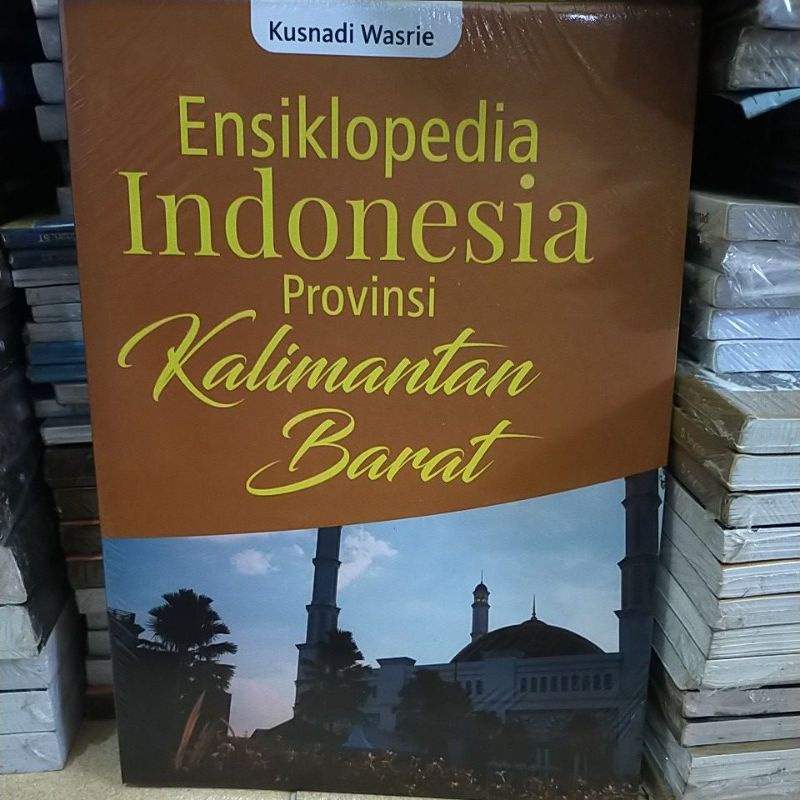 Kusnadi Wasrie
Ensiklopedia
Indonesia
Provinsi
Kalimantan
Barat